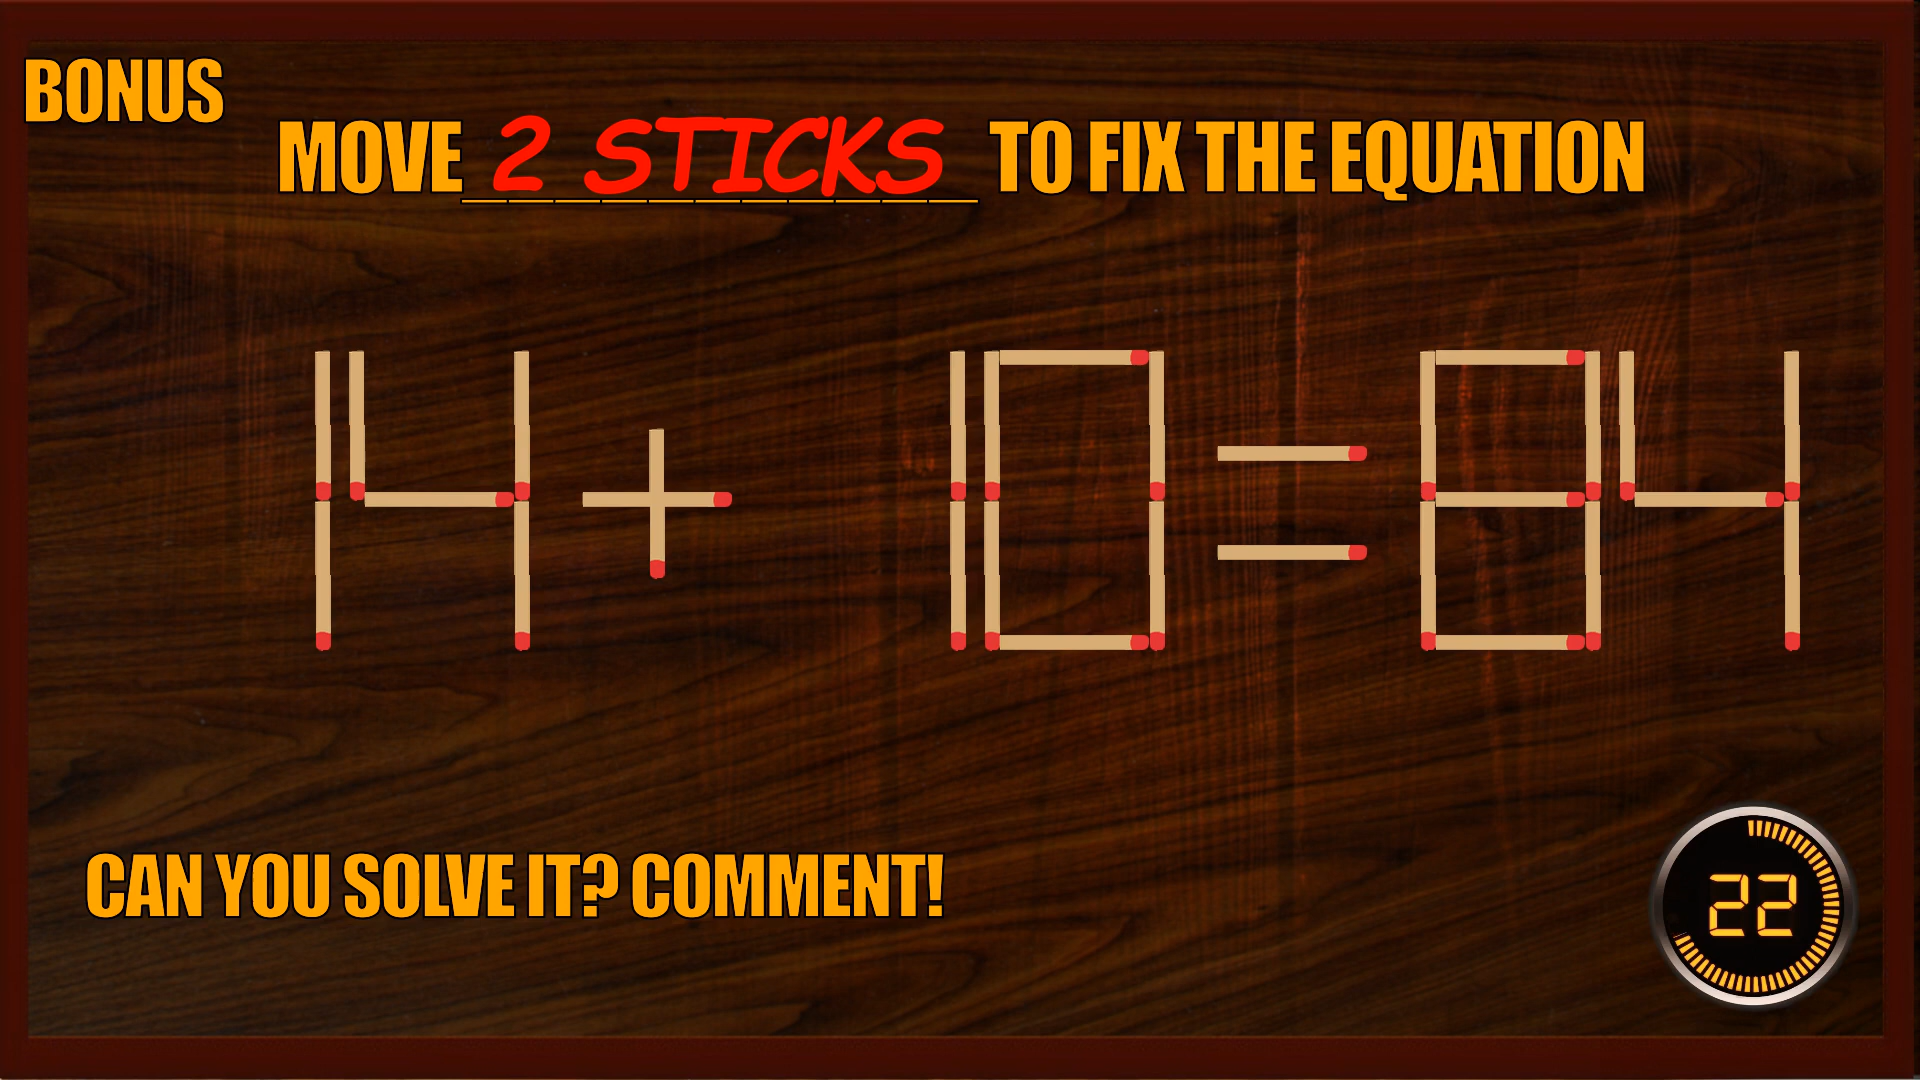 BONUS
MOVE 2 STICKS TO FIX THE EQUATION
14+ 10=84
CAN YOU SOLVE IT? COMMENT!
22